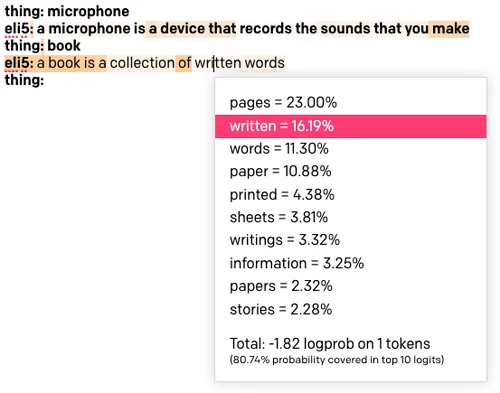 thing: microphone
eli5: a microphone is a device that records the sounds that you make
thing: book
eli5: a book is a collection of written words
thing:
pages = 23.00%
written = 16.19%
words = 11.30%
paper = 10.88%
printed = 4.38%
sheets = 3.81%
writings = 3.32%
information = 3.25%
papers = 2.32%
stories = 2.28%
Total: -1.82 logprob on 1 tokens
(80.74% probability covered in top 10 logits)